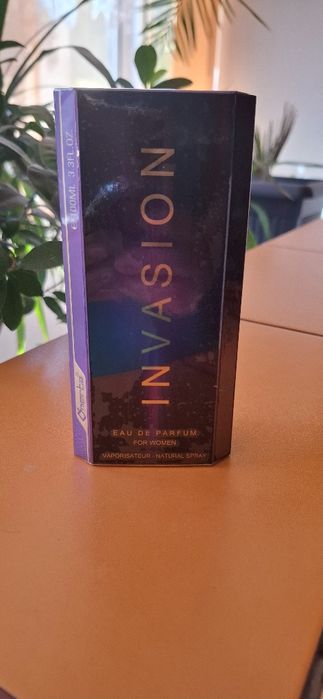 INVASION
EAU DE PARFUM
FOR WOMEN
VAPORISATEUR - NATURAL SPRAY
e 100ML 3.3FL.OZ